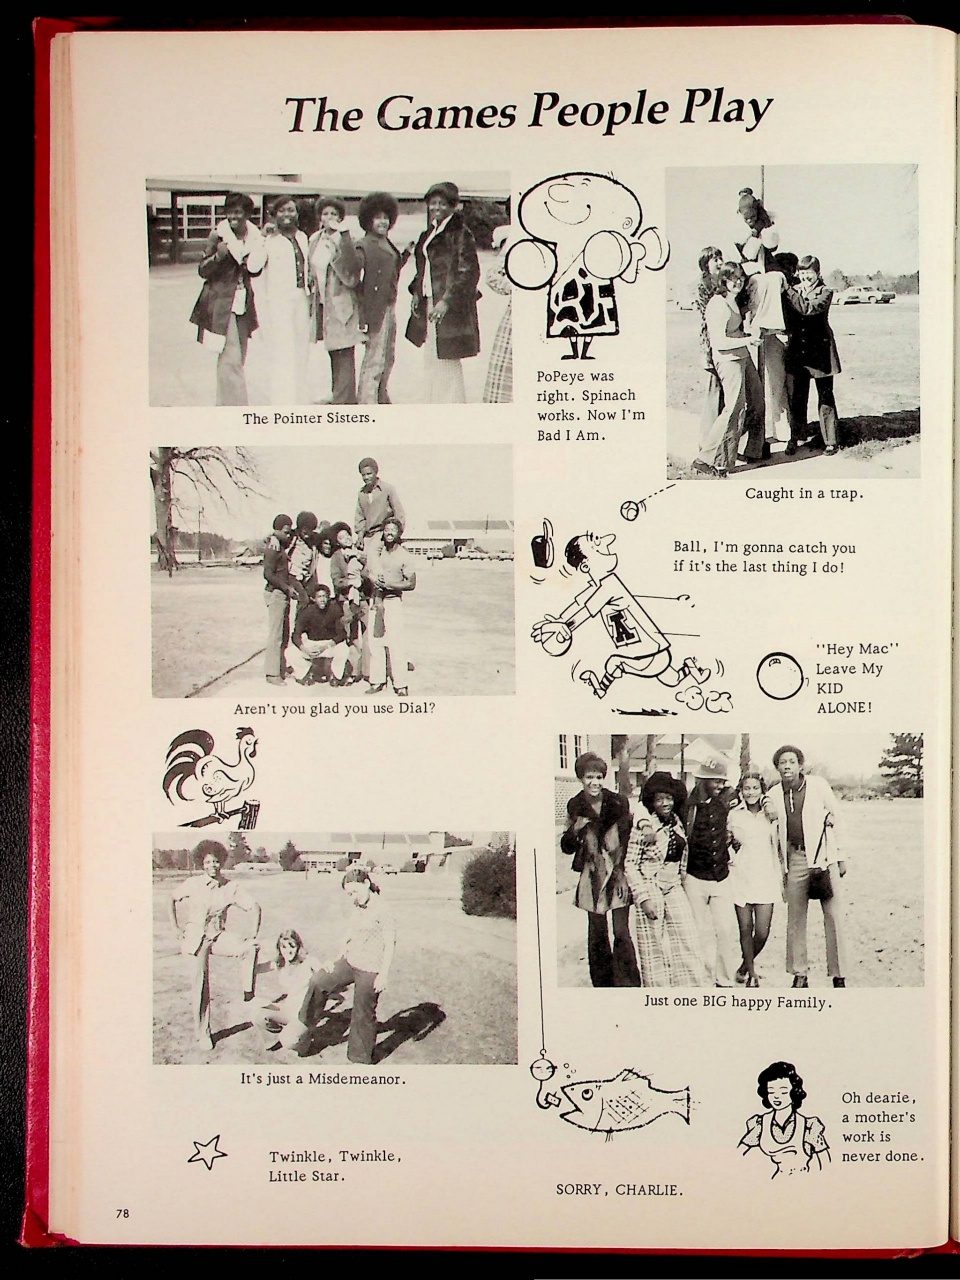 The Games People Play
The Pointer Sisters.
PoPeye was
right. Spinach
works. Now I'm
Bad I Am.
Caught in a trap.
Aren't you glad you use Dial?
Ball, I'm gonna catch you
if it's the last thing I do!
A
"Hey Mac"
Leave My
KID
ALONE!
Just one BIG happy Family.
It's just a Misdemeanor.
Twinkle, Twinkle,
Little Star.
SORRY, CHARLIE.
Oh dearie,
a mother's
work is
never done.
78